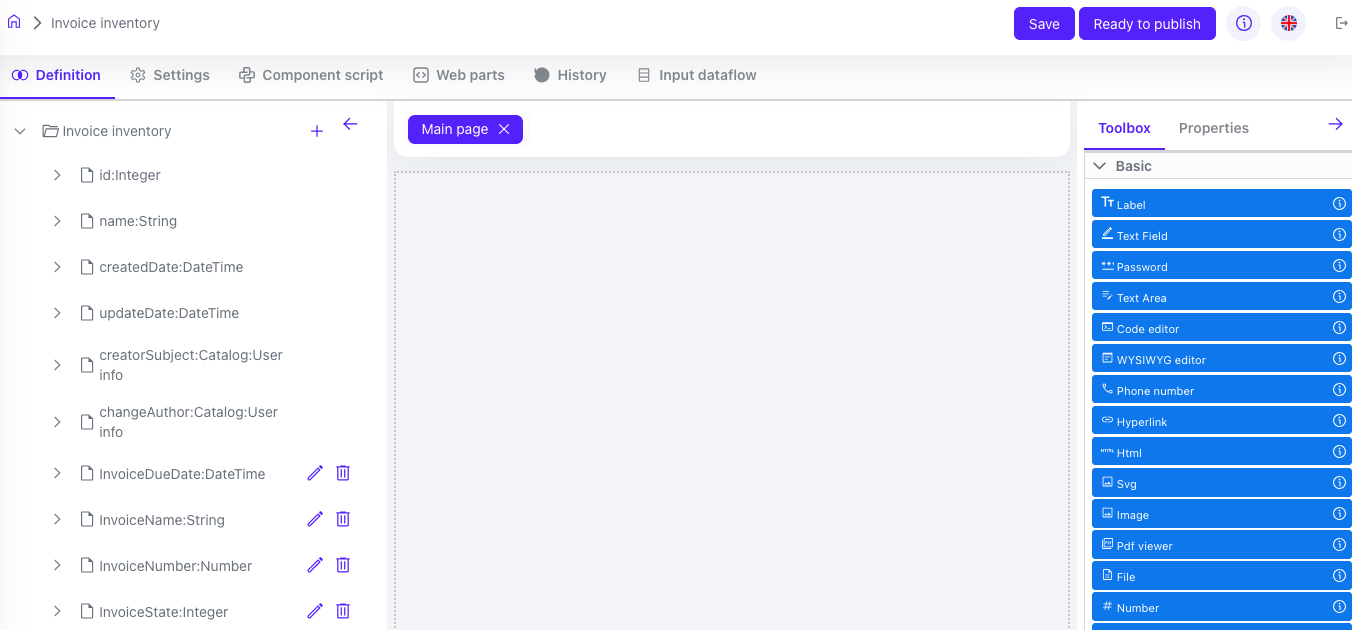 Invoice inventory
Save
Ready to publish
Definition
Settings
Component script
Web parts
History
Input dataflow
Invoice inventory
id:Integer
name:String
createdDate:DateTime
updateDate:DateTime
creatorSubject:Catalog:User
info
changeAuthor:Catalog:User
info
InvoiceDueDate:DateTime
InvoiceName:String
InvoiceNumber:Number
InvoiceState:Integer
Main page
Toolbox
Properties
Basic
Label
Text Field
Password
Text Area
Code editor
WYSIWYG editor
Phone number
Hyperlink
Html
Svg
Image
Pdf viewer
File
Number